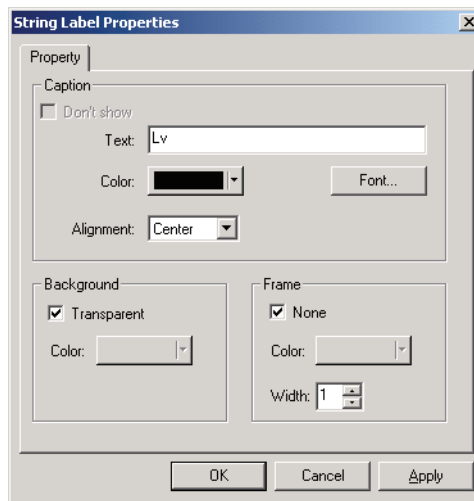 String Label Properties
Property
Caption
Don't show
Text: Lv
Color:
Font...
Alignment: Center
Background
Transparent
Color:
Frame
None
Color:
Width: 1
OK Cancel Apply